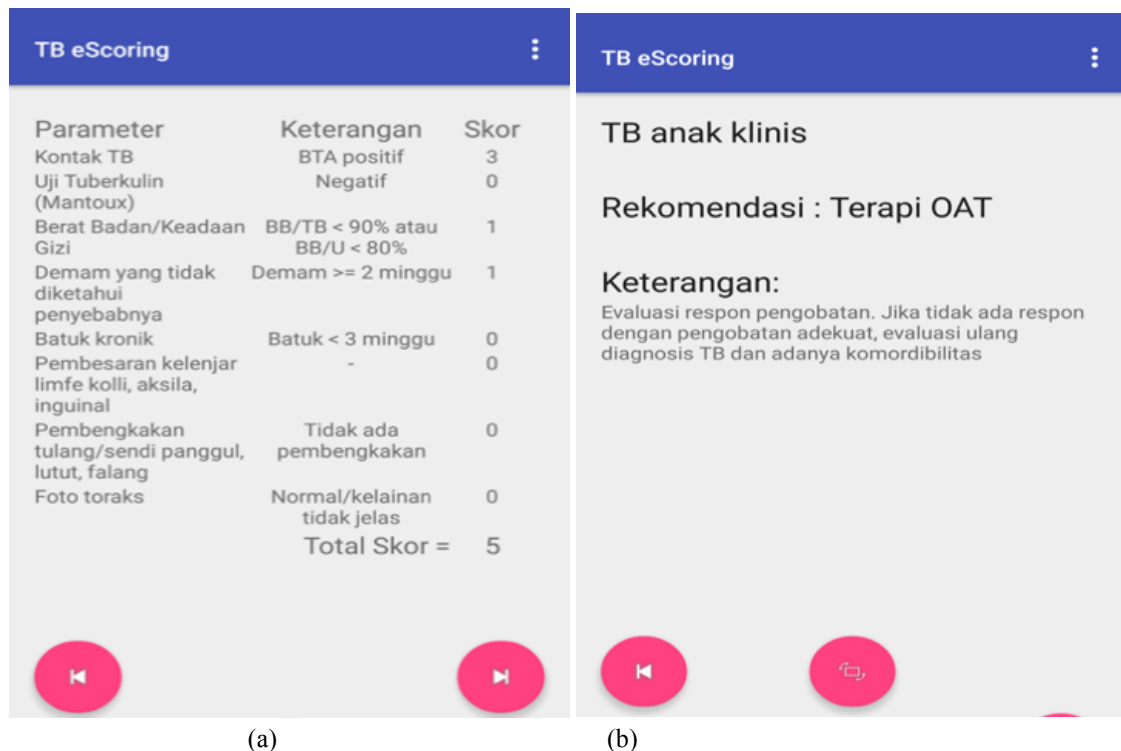 TB eScoring
Parameter Keterangan Skor
Kontak TB BTA positif 3
Uji Tuberkulin Negatif 0
(Mantoux)
Berat Badan/Keadaan BB/TB < 90% atau 1
Gizi BB/U < 80%
Demam yang tidak Demam >= 2 minggu 1
diketahui
penyebabnya
Batuk kronik Batuk < 3 minggu 0
Pembesaran kelenjar - 0
limfe kolli, aksila,
inguinal
Pembengkakan Tidak ada 0
tulang/sendi panggul, pembengkakan
lutut, falang
Foto toraks Normal/kelainan 0
tidak jelas
Total Skor = 5
(a)
TB eScoring
TB anak klinis
Rekomendasi : Terapi OAT
Keterangan:
Evaluasi respon pengobatan. Jika tidak ada respon
dengan pengobatan adekuat, evaluasi ulang
diagnosis TB dan adanya komordibilitas
(b)